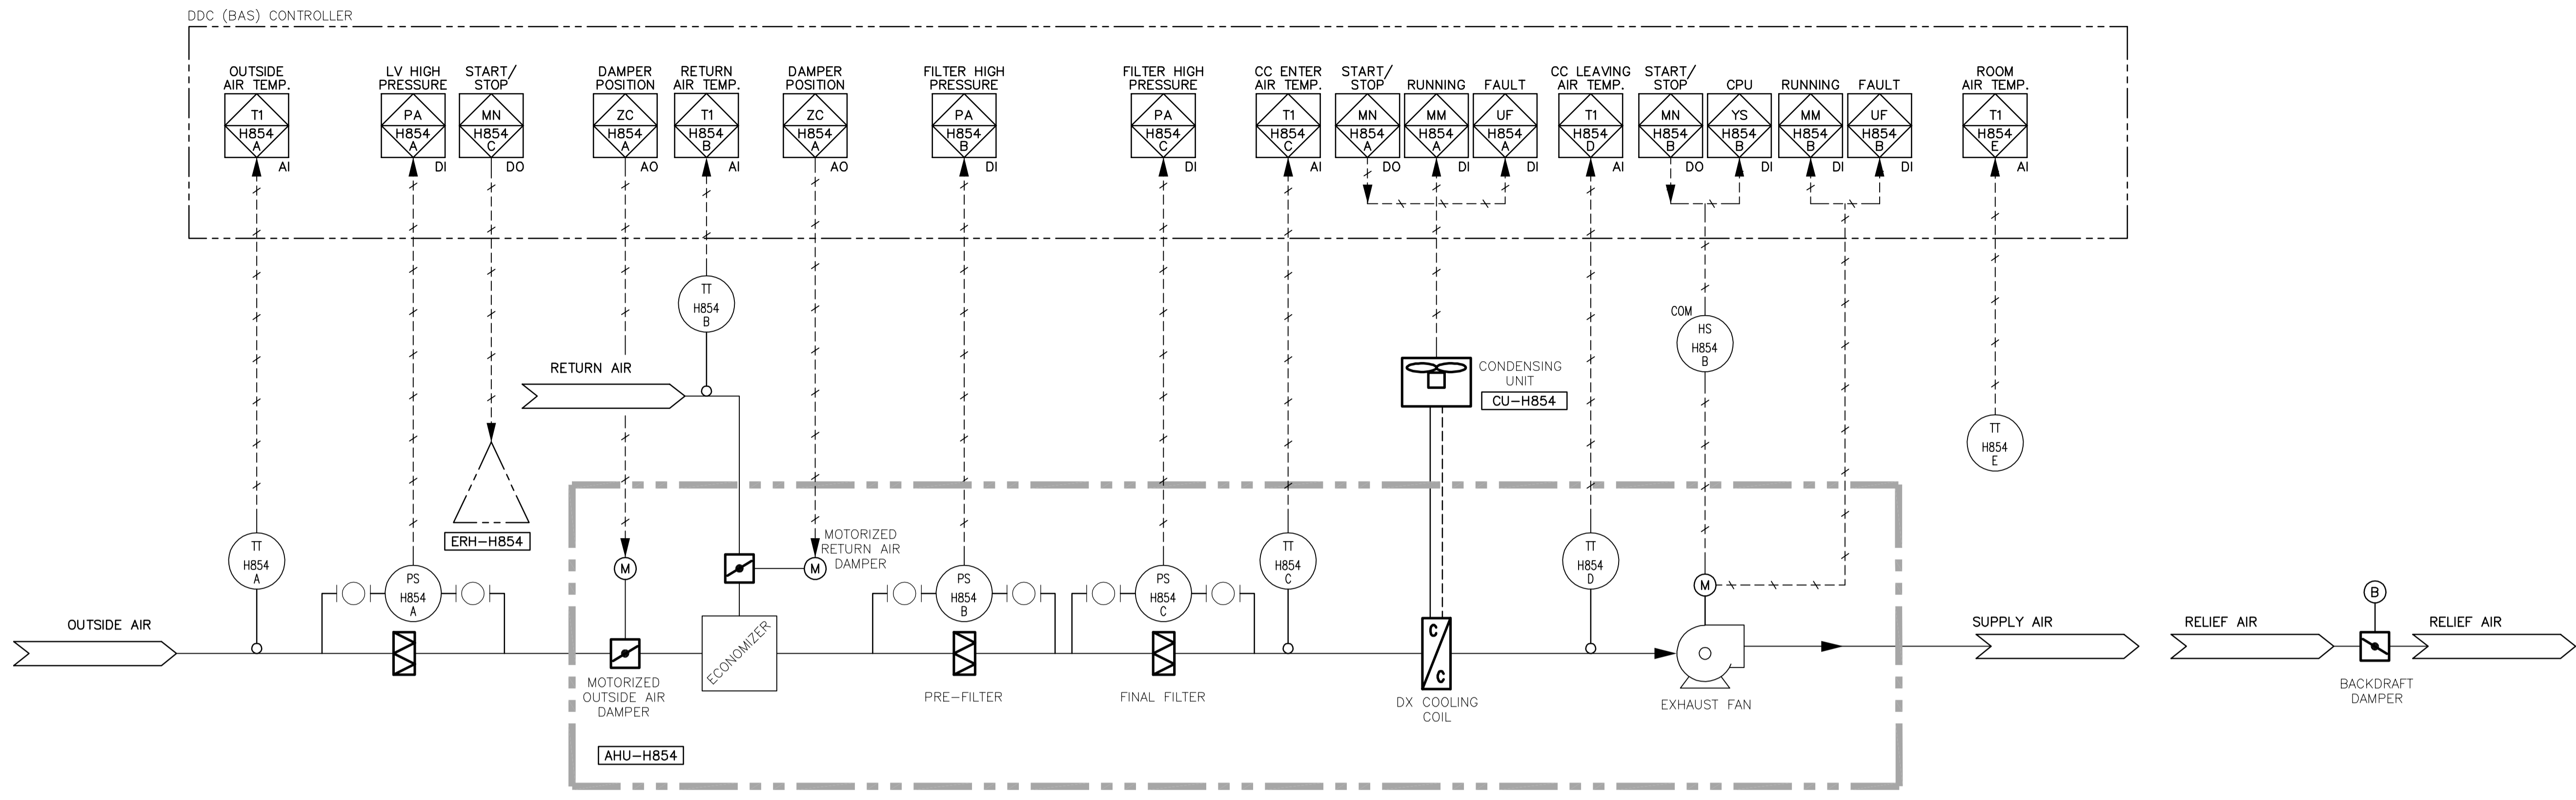 DDC (BAS) CONTROLLER
OUTSIDE
AIR TEMP.
T1
H854
A
AI
LV HIGH
PRESSURE
PA
H854
A
DI
START/
STOP
MN
H854
C
DO
DAMPER
POSITION
ZC
H854
A
AO
RETURN
AIR TEMP.
T1
H854
B
AI
DAMPER
POSITION
ZC
H854
A
AO
FILTER HIGH
PRESSURE
PA
H854
B
DI
FILTER HIGH
PRESSURE
PA
H854
C
DI
CC ENTER
AIR TEMP.
T1
H854
C
AI
START/
STOP
MN
H854
A
DO
RUNNING
MM
H854
A
DI
FAULT
UF
H854
A
DI
CC LEAVING
AIR TEMP.
T1
H854
D
AI
START/
STOP
MN
H854
B
DO
CPU
YS
H854
B
DI
RUNNING
MM
H854
B
DI
FAULT
UF
H854
B
DI
ROOM
AIR TEMP.
T1
H854
E
AI
TT
H854
B
COM
HS
H854
B
RETURN AIR
CONDENSING
UNIT
CU-H854
TT
H854
E
ERH-H854
TT
H854
A
PS
H854
A
M
MOTORIZED
RETURN AIR
DAMPER
M
PS
H854
B
PS
H854
C
TT
H854
C
TT
H854
D
M
B
OUTSIDE AIR
MOTORIZED
OUTSIDE AIR
DAMPER
ECONOMIZER
PRE-FILTER
FINAL FILTER
C
C
DX COOLING
COIL
EXHAUST FAN
SUPPLY AIR
RELIEF AIR
RELIEF AIR
BACKDRAFT
DAMPER
AHU-H854